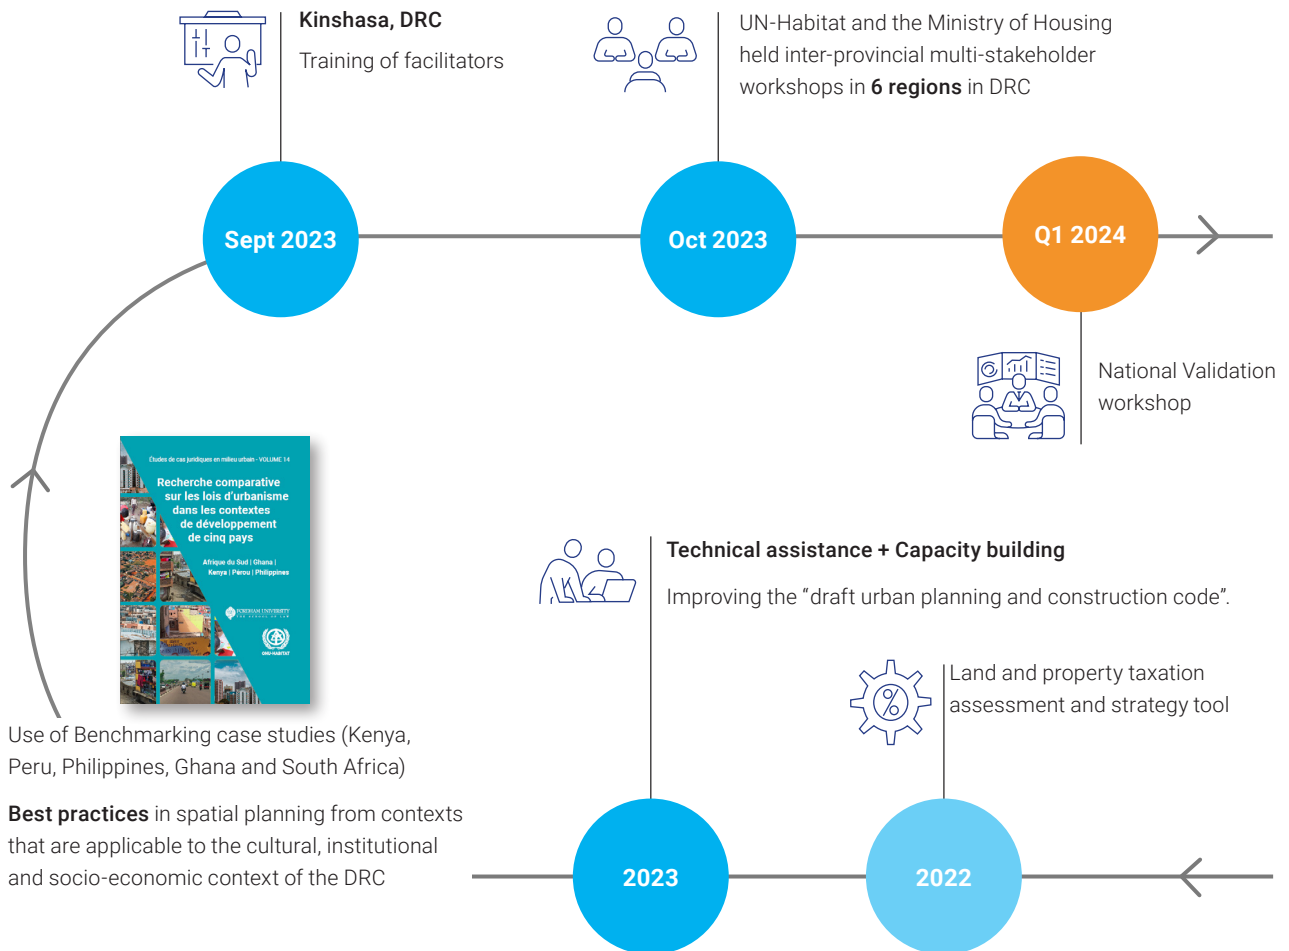 Kinshasa, DRC
Training of facilitators
UN-Habitat and the Ministry of Housing
held inter-provincial multi-stakeholder
workshops in 6 regions in DRC
Sept 2023
Oct 2023
Q1 2024
National Validation
workshop
Études de cas juridiques en milieu urbain - VOLUME 14
Recherche comparative
sur les lois d'urbanisme
dans les contextes
de développement
de cinq pays
Afrique du Sud | Ghana |
Kenya | Pérou | Philippines
FORDHAM UNIVERSITY
THE SCHOOL OF LAW
ONU-HABITAT
Use of Benchmarking case studies (Kenya,
Peru, Philippines, Ghana and South Africa)
Best practices in spatial planning from contexts
that are applicable to the cultural, institutional
and socio-economic context of the DRC
Technical assistance + Capacity building
Improving the “draft urban planning and construction code”.
Land and property taxation
assessment and strategy tool
%
2023
2022